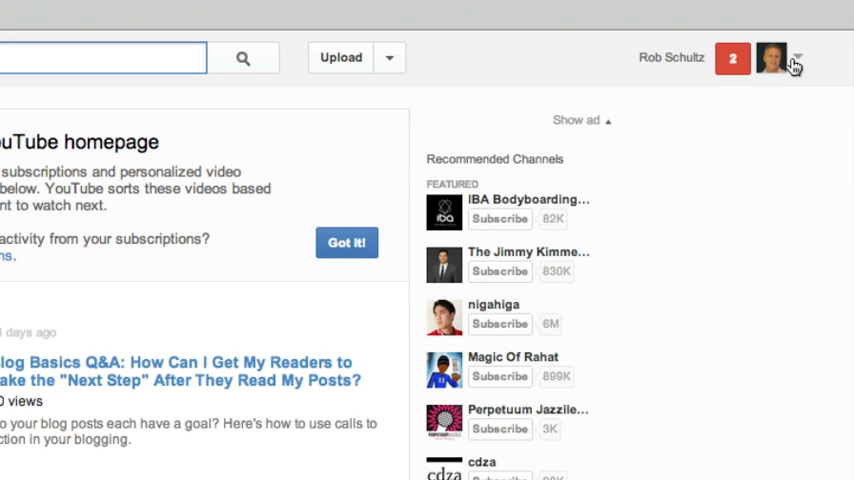 Upload
Rob Schultz
2
Show ad
ouTube homepage
subscriptions and personalized video
below. YouTube sorts these videos based
nt to watch next.
activity from your subscriptions?
ns.
Got it!
Recommended Channels
FEATURED
IBA Bodyboarding...
iba
Subscribe 82K
The Jimmy Kimme...
Subscribe 830K
nigahiga
Subscribe 6M
Magic Of Rahat
Subscribe 899K
Perpetuum Jazzile...
Subscribe 3K
cdza
cdza
4 days ago
log Basics Q&A: How Can I Get My Readers to
ake the "Next Step" After They Read My Posts?
0 views
o your blog posts each have a goal? Here's how to use calls to
ction in your blogging.